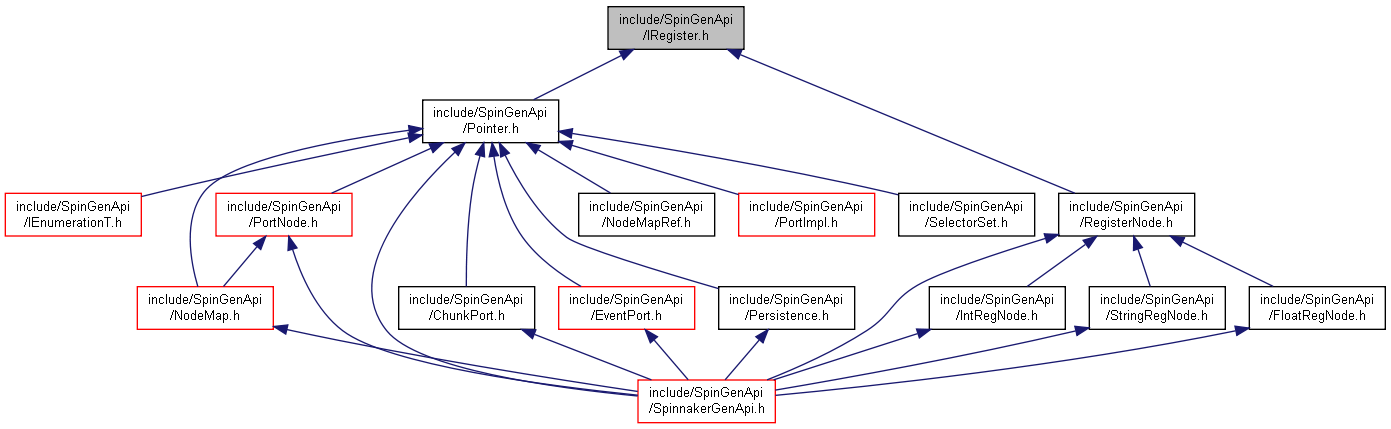 include/SpinGenApi
/IRegister.h
include/SpinGenApi
/Pointer.h
include/SpinGenApi
/IEnumerationT.h
include/SpinGenApi
/PortNode.h
include/SpinGenApi
/NodeMapRef.h
include/SpinGenApi
/PortImpl.h
include/SpinGenApi
/SelectorSet.h
include/SpinGenApi
/RegisterNode.h
include/SpinGenApi
/NodeMap.h
include/SpinGenApi
/ChunkPort.h
include/SpinGenApi
/EventPort.h
include/SpinGenApi
/Persistence.h
include/SpinGenApi
/IntRegNode.h
include/SpinGenApi
/StringRegNode.h
include/SpinGenApi
/FloatRegNode.h
include/SpinGenApi
/SpinnakerGenApi.h